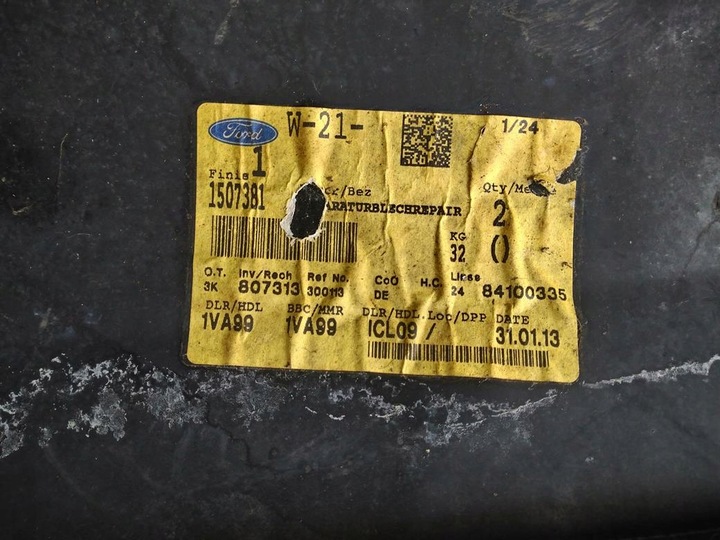 Ford W-21- 1/24
1
Finis
1507381
ck/Bez
Qty/Me
ARATURBLECHREPAIR
2
KG
32 ()
O.T. Inv/Rech Ref No. CoO H.C. Lines
3K 807313 300113 DE 24 84100335
DLR/HDL BBC/MMR DLR/HDL.Loc/DPP DATE
1VA99 1VA99 ICL09 / 31.01.13